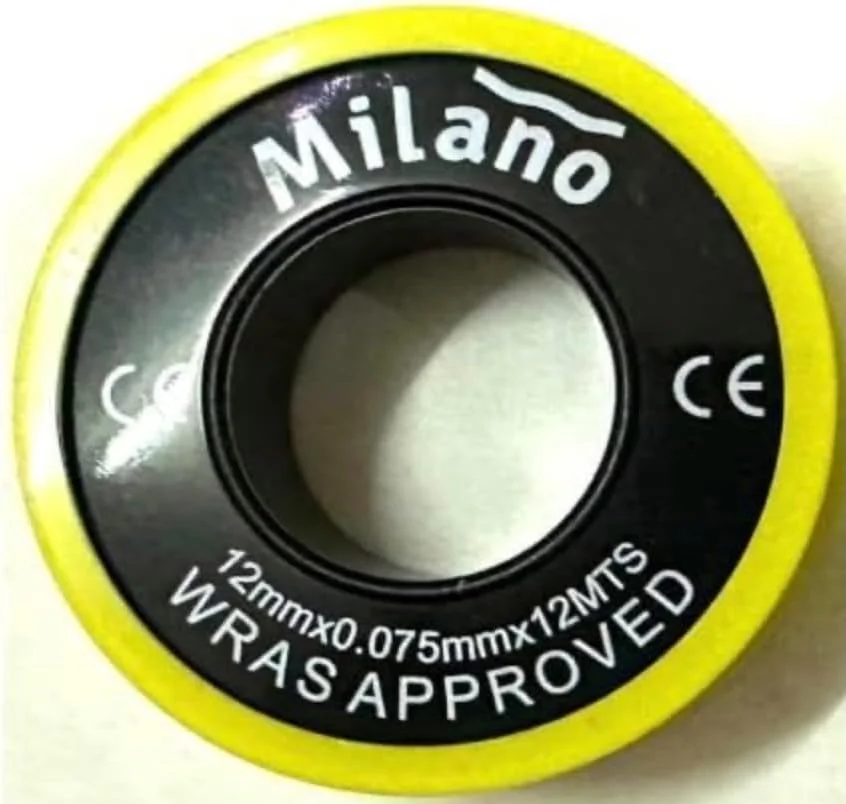 Milano
CE
12mmx0.075mmx12MTS
WRAS APPROVED